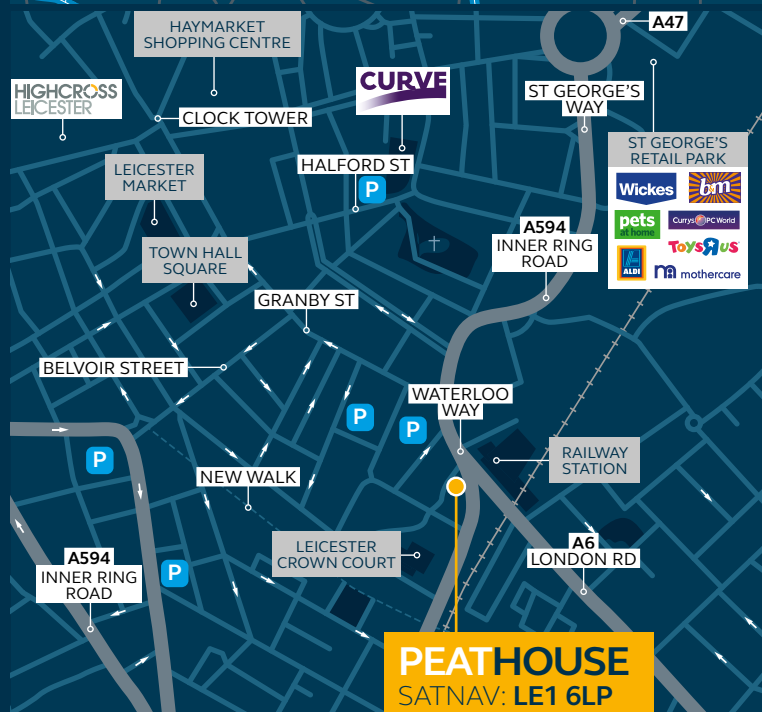 HAYMARKET
SHOPPING CENTRE
A47
HIGHCROSS
LEICESTER
CURVE
ST GEORGE'S
WAY
CLOCK TOWER
ST GEORGE'S
RETAIL PARK
LEICESTER
MARKET
HALFORD ST
P
Wickes
bm
pets
at home
Currys PC World
ToysRus
ALDI
mothercare
A594
INNER RING
ROAD
TOWN HALL
SQUARE
GRANBY ST
BELVOIR STREET
WATERLOO
WAY
P
P
P
RAILWAY
STATION
NEW WALK
LEICESTER
CROWN COURT
A6
LONDON RD
A594
INNER RING
ROAD
P
PEATHOUSE
SATNAV: LE1 6LP